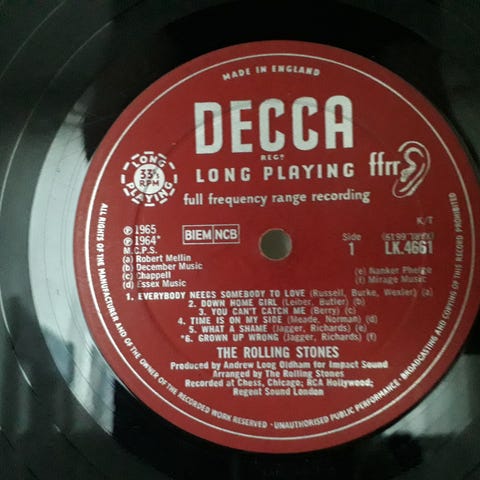 MADE IN ENGLAND
DECCA
REGD
LONG PLAYING
ffrr
LONG
33⅓
RPM
PLAYING
full frequency range recording
K/T
℗ 1965
℗ 1964*
BIEM NCB
Side
1
(XARL.6619)
LK.4661
M.C.P.S.
(a) Robert Mellin
(b) December Music
(c) Chappell
(d) Essex Music
(e) Nanker Phelge
(f) Mirage Music
1. EVERYBODY NEEDS SOMEBODY TO LOVE (Russell, Burke, Wexler) (a)
2. DOWN HOME GIRL (Leiber, Butler) (b)
3. YOU CAN'T CATCH ME (Berry) (c)
4. TIME IS ON MY SIDE (Meade, Norman) (d)
5. WHAT A SHAME (Jagger, Richards) (e)
*6. GROWN UP WRONG (Jagger, Richards) (f)
THE ROLLING STONES
Produced by Andrew Loog Oldham for Impact Sound
Arranged by The Rolling Stones
Recorded at Chess, Chicago; RCA Hollywood;
Regent Sound London
ALL RIGHTS OF THE MANUFACTURER AND OF THE OWNER OF THE RECORDED WORK RESERVED · UNAUTHORISED PUBLIC PERFORMANCE · BROADCASTING AND COPYING OF THIS RECORD PROHIBITED